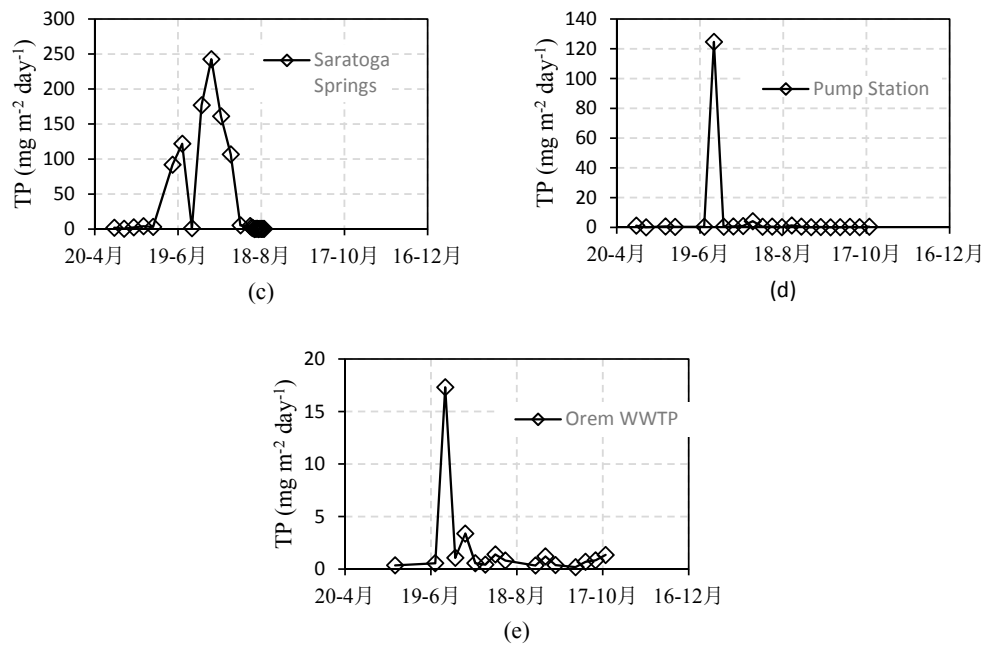 300
250
200
150
100
50
0
TP (mg m-2 day-1)
Saratoga
Springs
20-4月 19-6月 18-8月 17-10月 16-12月
(c)
140
120
100
80
60
40
20
0
TP (mg m-2 day-1)
Pump Station
20-4月 19-6月 18-8月 17-10月 16-12月
(d)
20
15
10
5
0
TP (mg m-2 day-1)
Orem WWTP
20-4月 19-6月 18-8月 17-10月 16-12月
(e)